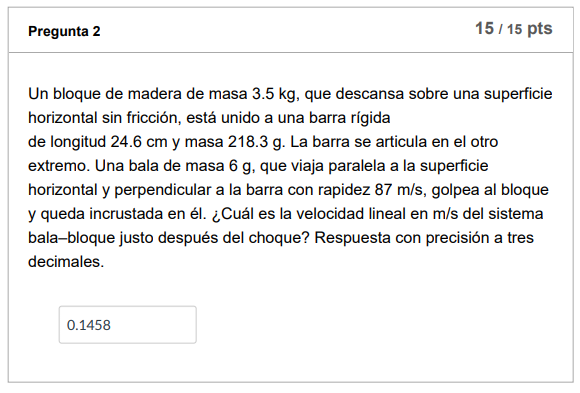 Pregunta 2
15 / 15 pts
Un bloque de madera de masa 3.5 kg, que descansa sobre una superficie
horizontal sin fricción, está unido a una barra rígida
de longitud 24.6 cm y masa 218.3 g. La barra se articula en el otro
extremo. Una bala de masa 6 g, que viaja paralela a la superficie
horizontal y perpendicular a la barra con rapidez 87 m/s, golpea al bloque
y queda incrustada en él. ¿Cuál es la velocidad lineal en m/s del sistema
bala–bloque justo después del choque? Respuesta con precisión a tres
decimales.
0.1458